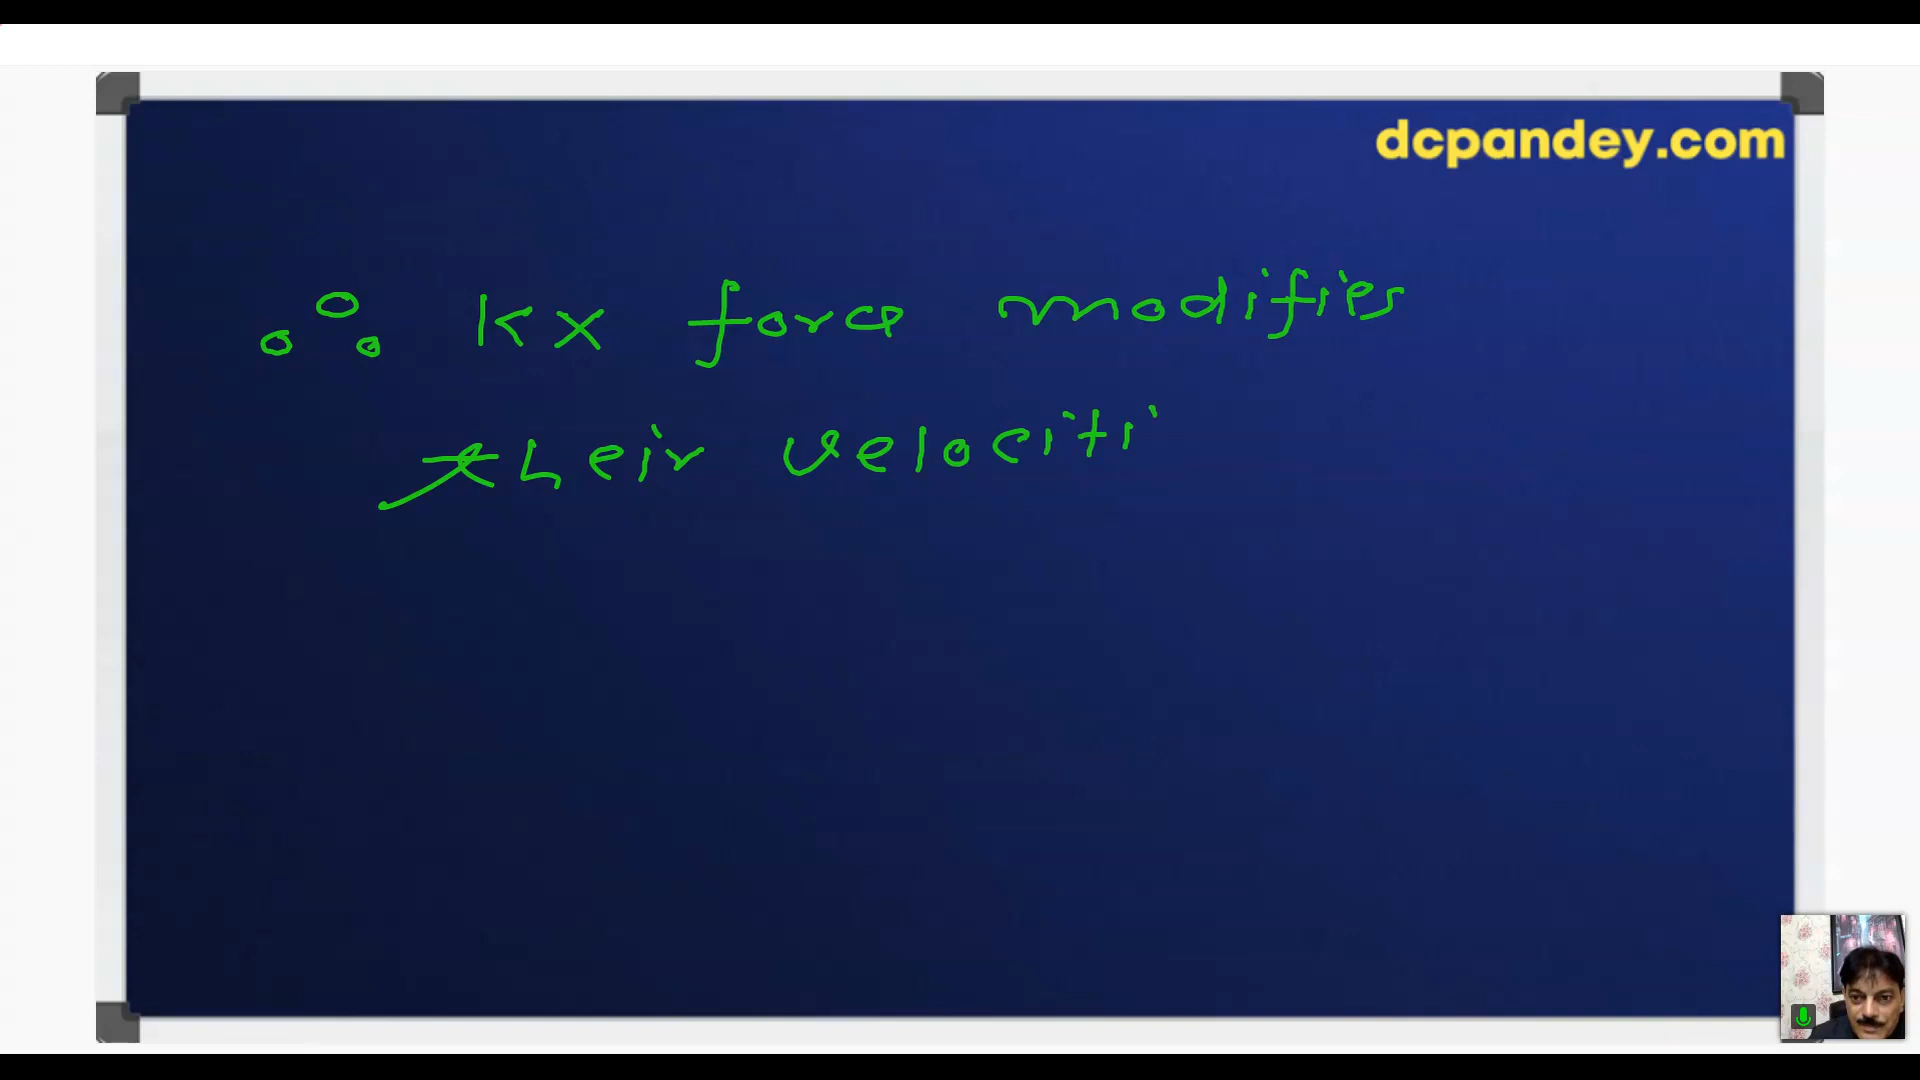 dcpandey.com
∴ kx force modifies
their velociti